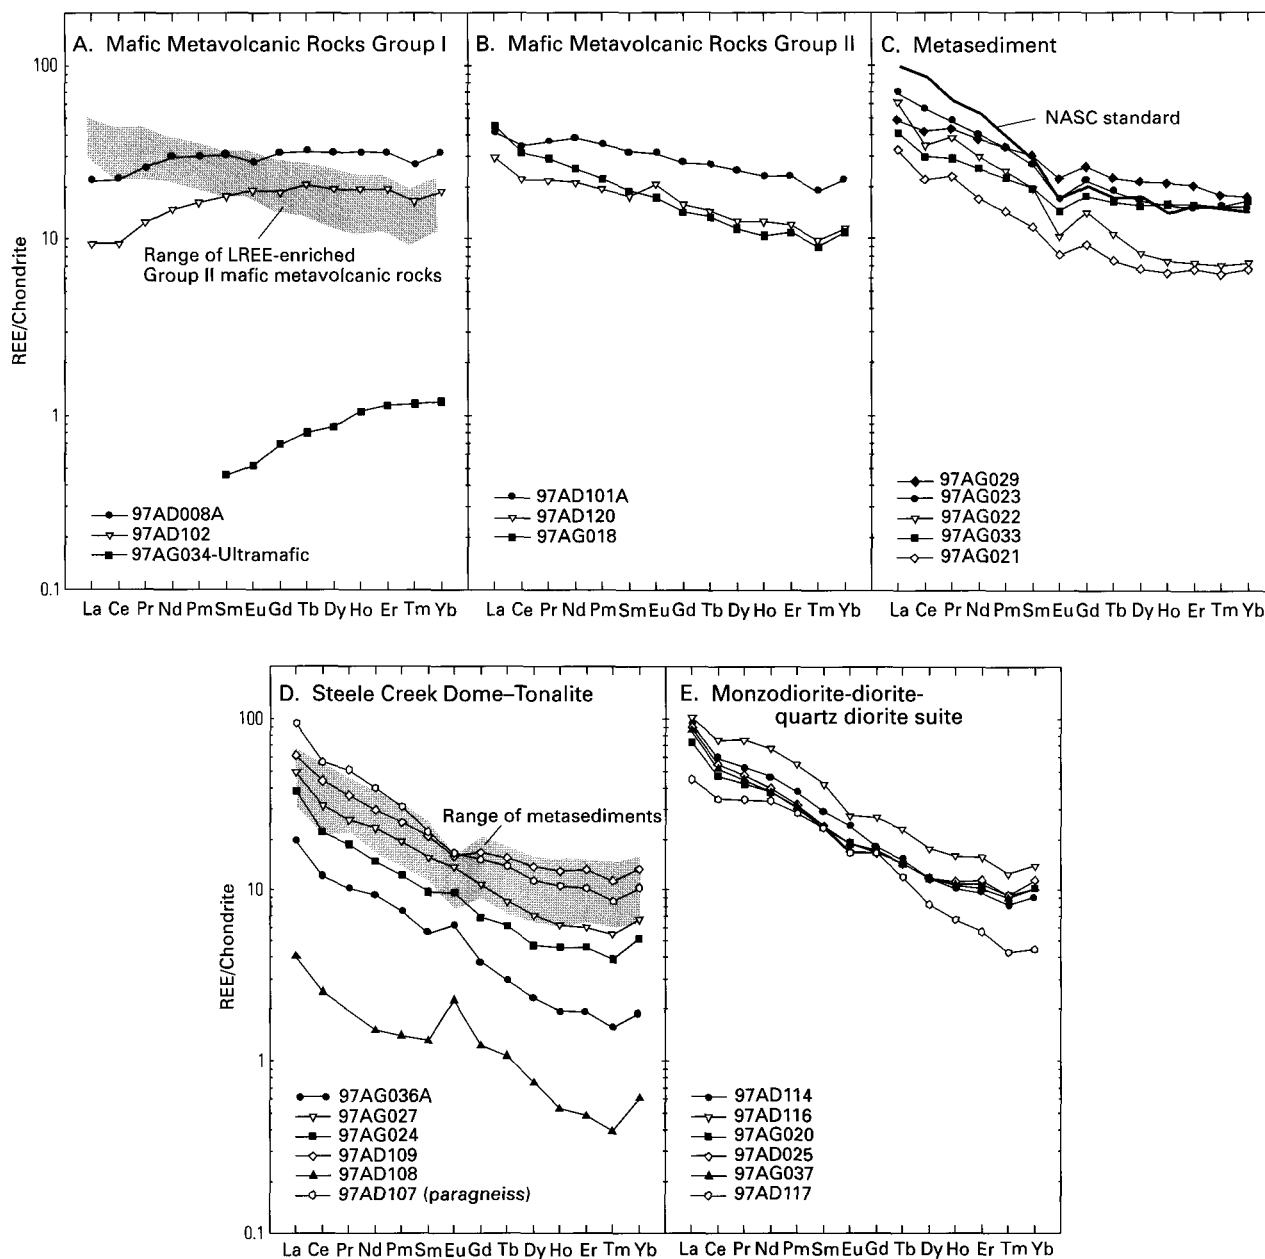 A. Mafic Metavolcanic Rocks Group I
B. Mafic Metavolcanic Rocks Group II
C. Metasediment
100
10
1
0.1
REE/Chondrite
NASC standard
Range of LREE-enriched
Group II mafic metavolcanic rocks
97AD008A
97AD102
97AG034-Ultramafic
97AD101A
97AD120
97AG018
97AG029
97AG023
97AG022
97AG033
97AG021
La Ce Pr Nd Pm Sm Eu Gd Tb Dy Ho Er Tm Yb
La Ce Pr Nd Pm Sm Eu Gd Tb Dy Ho Er Tm Yb
La Ce Pr Nd Pm Sm Eu Gd Tb Dy Ho Er Tm Yb
D. Steele Creek Dome–Tonalite
E. Monzodiorite-diorite-
quartz diorite suite
100
10
1
0.1
REE/Chondrite
Range of metasediments
97AG036A
97AG027
97AG024
97AD109
97AD108
97AD107 (paragneiss)
97AD114
97AD116
97AG020
97AD025
97AG037
97AD117
La Ce Pr Nd Pm Sm Eu Gd Tb Dy Ho Er Tm Yb
La Ce Pr Nd Pm Sm Eu Gd Tb Dy Ho Er Tm Yb